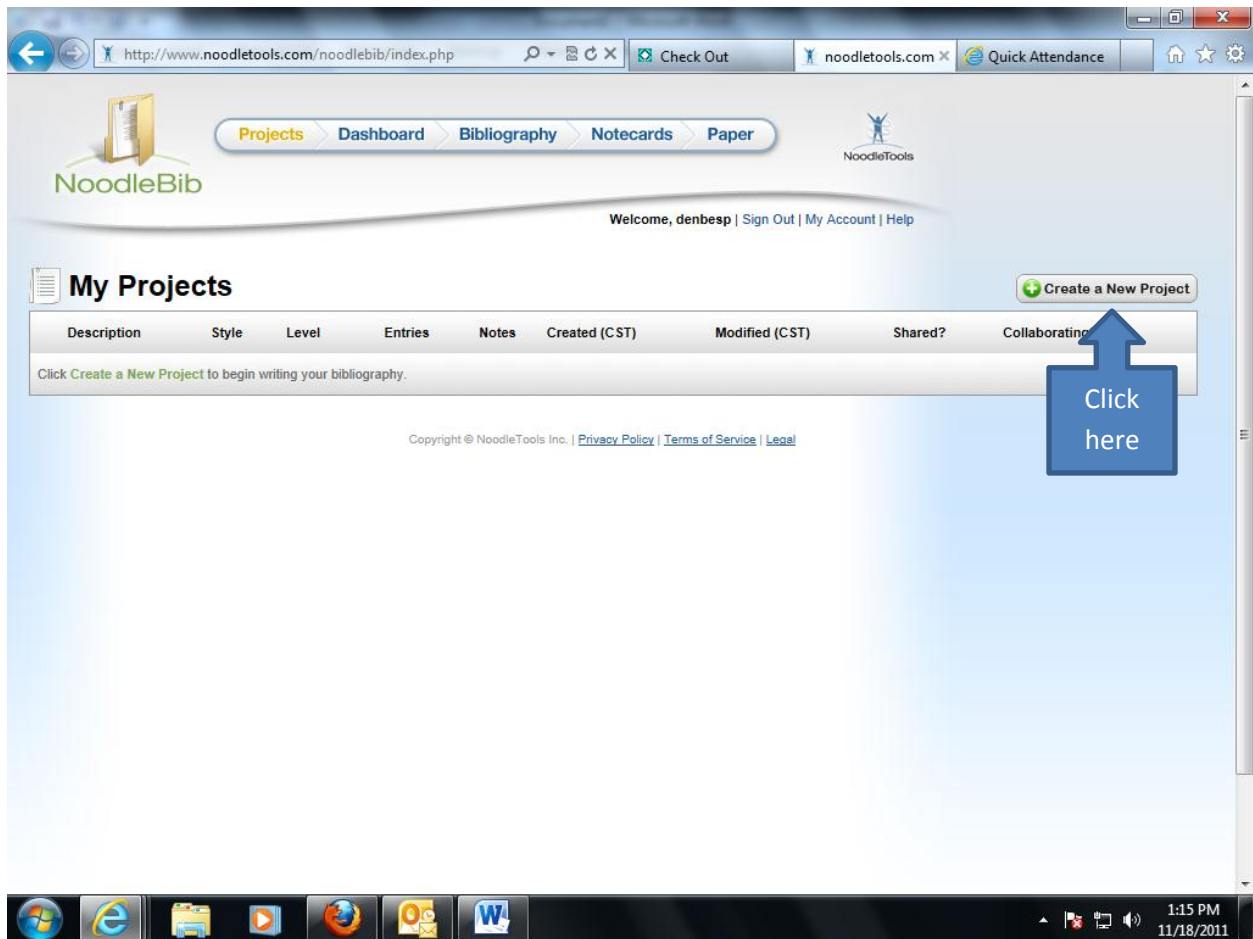 http://www.noodletools.com/noodlebib/index.php
Check Out
noodletools.com
Quick Attendance
NoodleBib
Projects Dashboard Bibliography Notecards Paper
NoodleTools
Welcome, denbesp | Sign Out | My Account | Help
My Projects
Create a New Project
Description Style Level Entries Notes Created (CST) Modified (CST) Shared? Collaborating
Click Create a New Project to begin writing your bibliography.
Click
here
Copyright © NoodleTools Inc. | Privacy Policy | Terms of Service | Legal
1:15 PM
11/18/2011